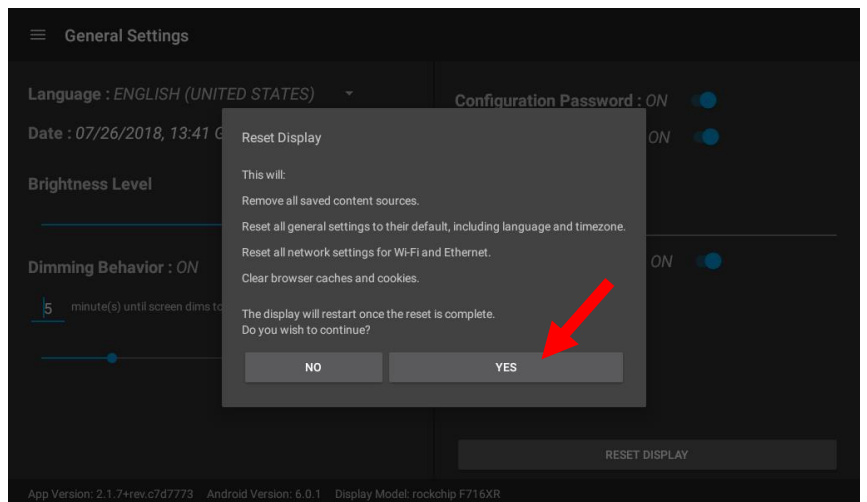 General Settings
Language : ENGLISH (UNITED STATES)
Configuration Password : ON
Date : 07/26/2018, 13:41 G
ON
Brightness Level
Dimming Behavior : ON
ON
5 minute(s) until screen dims to
Reset Display
This will:
Remove all saved content sources.
Reset all general settings to their default, including language and timezone.
Reset all network settings for Wi-Fi and Ethernet.
Clear browser caches and cookies.
The display will restart once the reset is complete.
Do you wish to continue?
NO YES
RESET DISPLAY
App Version: 2.1.7+rev.c7d7773 Android Version: 6.0.1 Display Model: rockchip F716XR